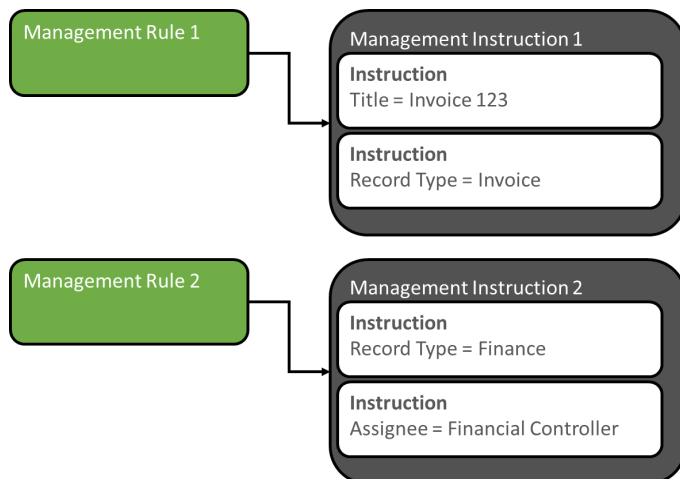 Management Rule 1
Management Instruction 1
Instruction
Title = Invoice 123
Instruction
Record Type = Invoice
Management Rule 2
Management Instruction 2
Instruction
Record Type = Finance
Instruction
Assignee = Financial Controller